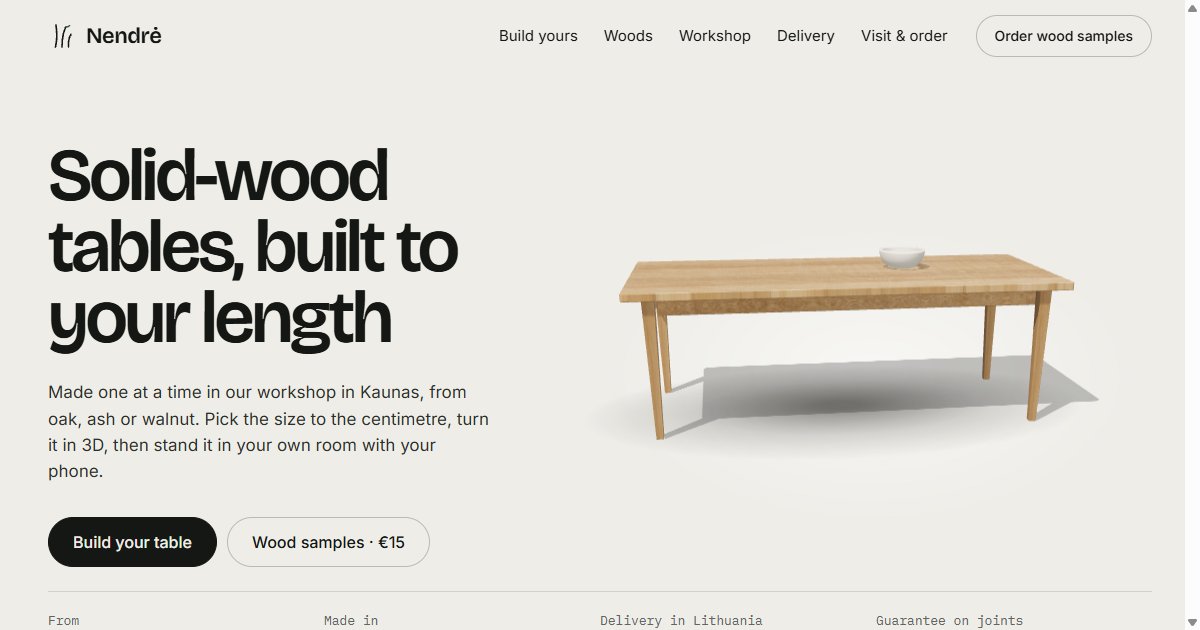 Nendrė
Build yours
Woods
Workshop
Delivery
Visit & order
Order wood samples
Solid-wood
tables, built to
your length
Made one at a time in our workshop in Kaunas, from
oak, ash or walnut. Pick the size to the centimetre, turn
it in 3D, then stand it in your own room with your
phone.
Build your table
Wood samples · €15
From
Made in
Delivery in Lithuania
Guarantee on joints